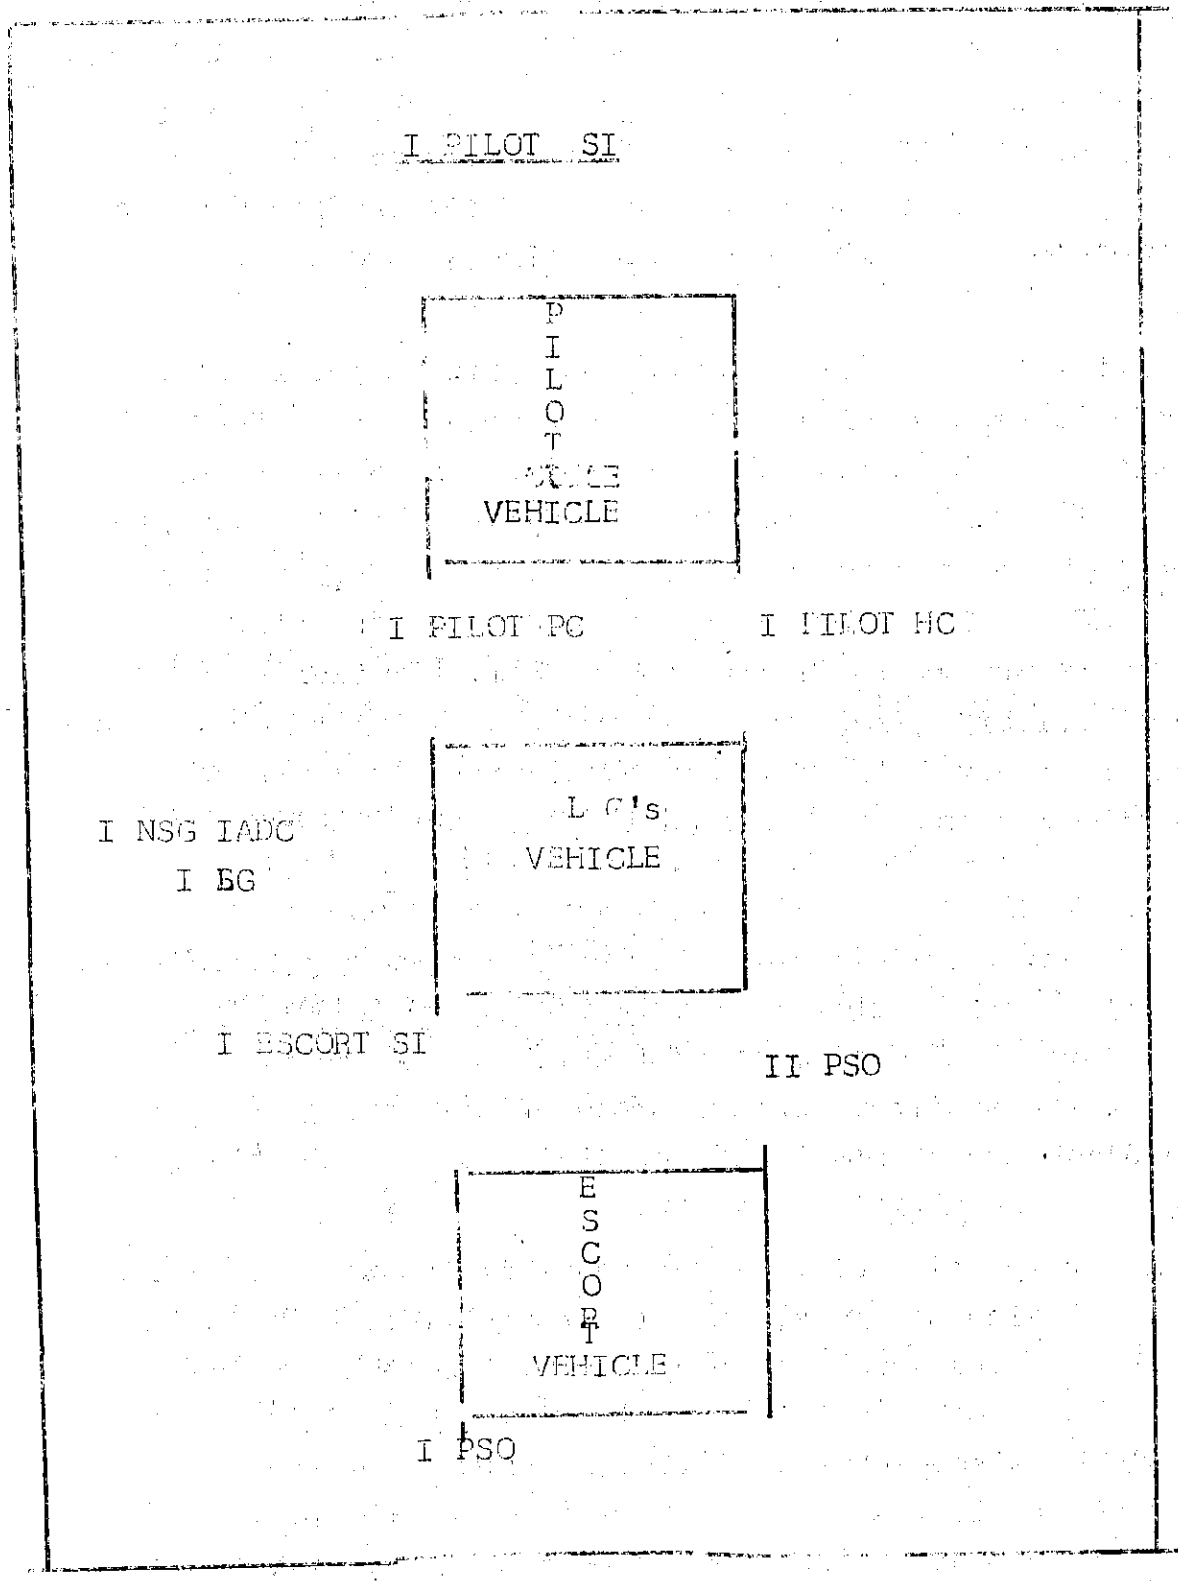 I PILOT SI
P
I
L
O
T
VEHICLE
I PILOT PC I PILOT HC
L G's
VEHICLE
I NSG IADC
I BG
I ESCORT SI
II PSO
E
S
C
O
R
T
VEHICLE
I PSO